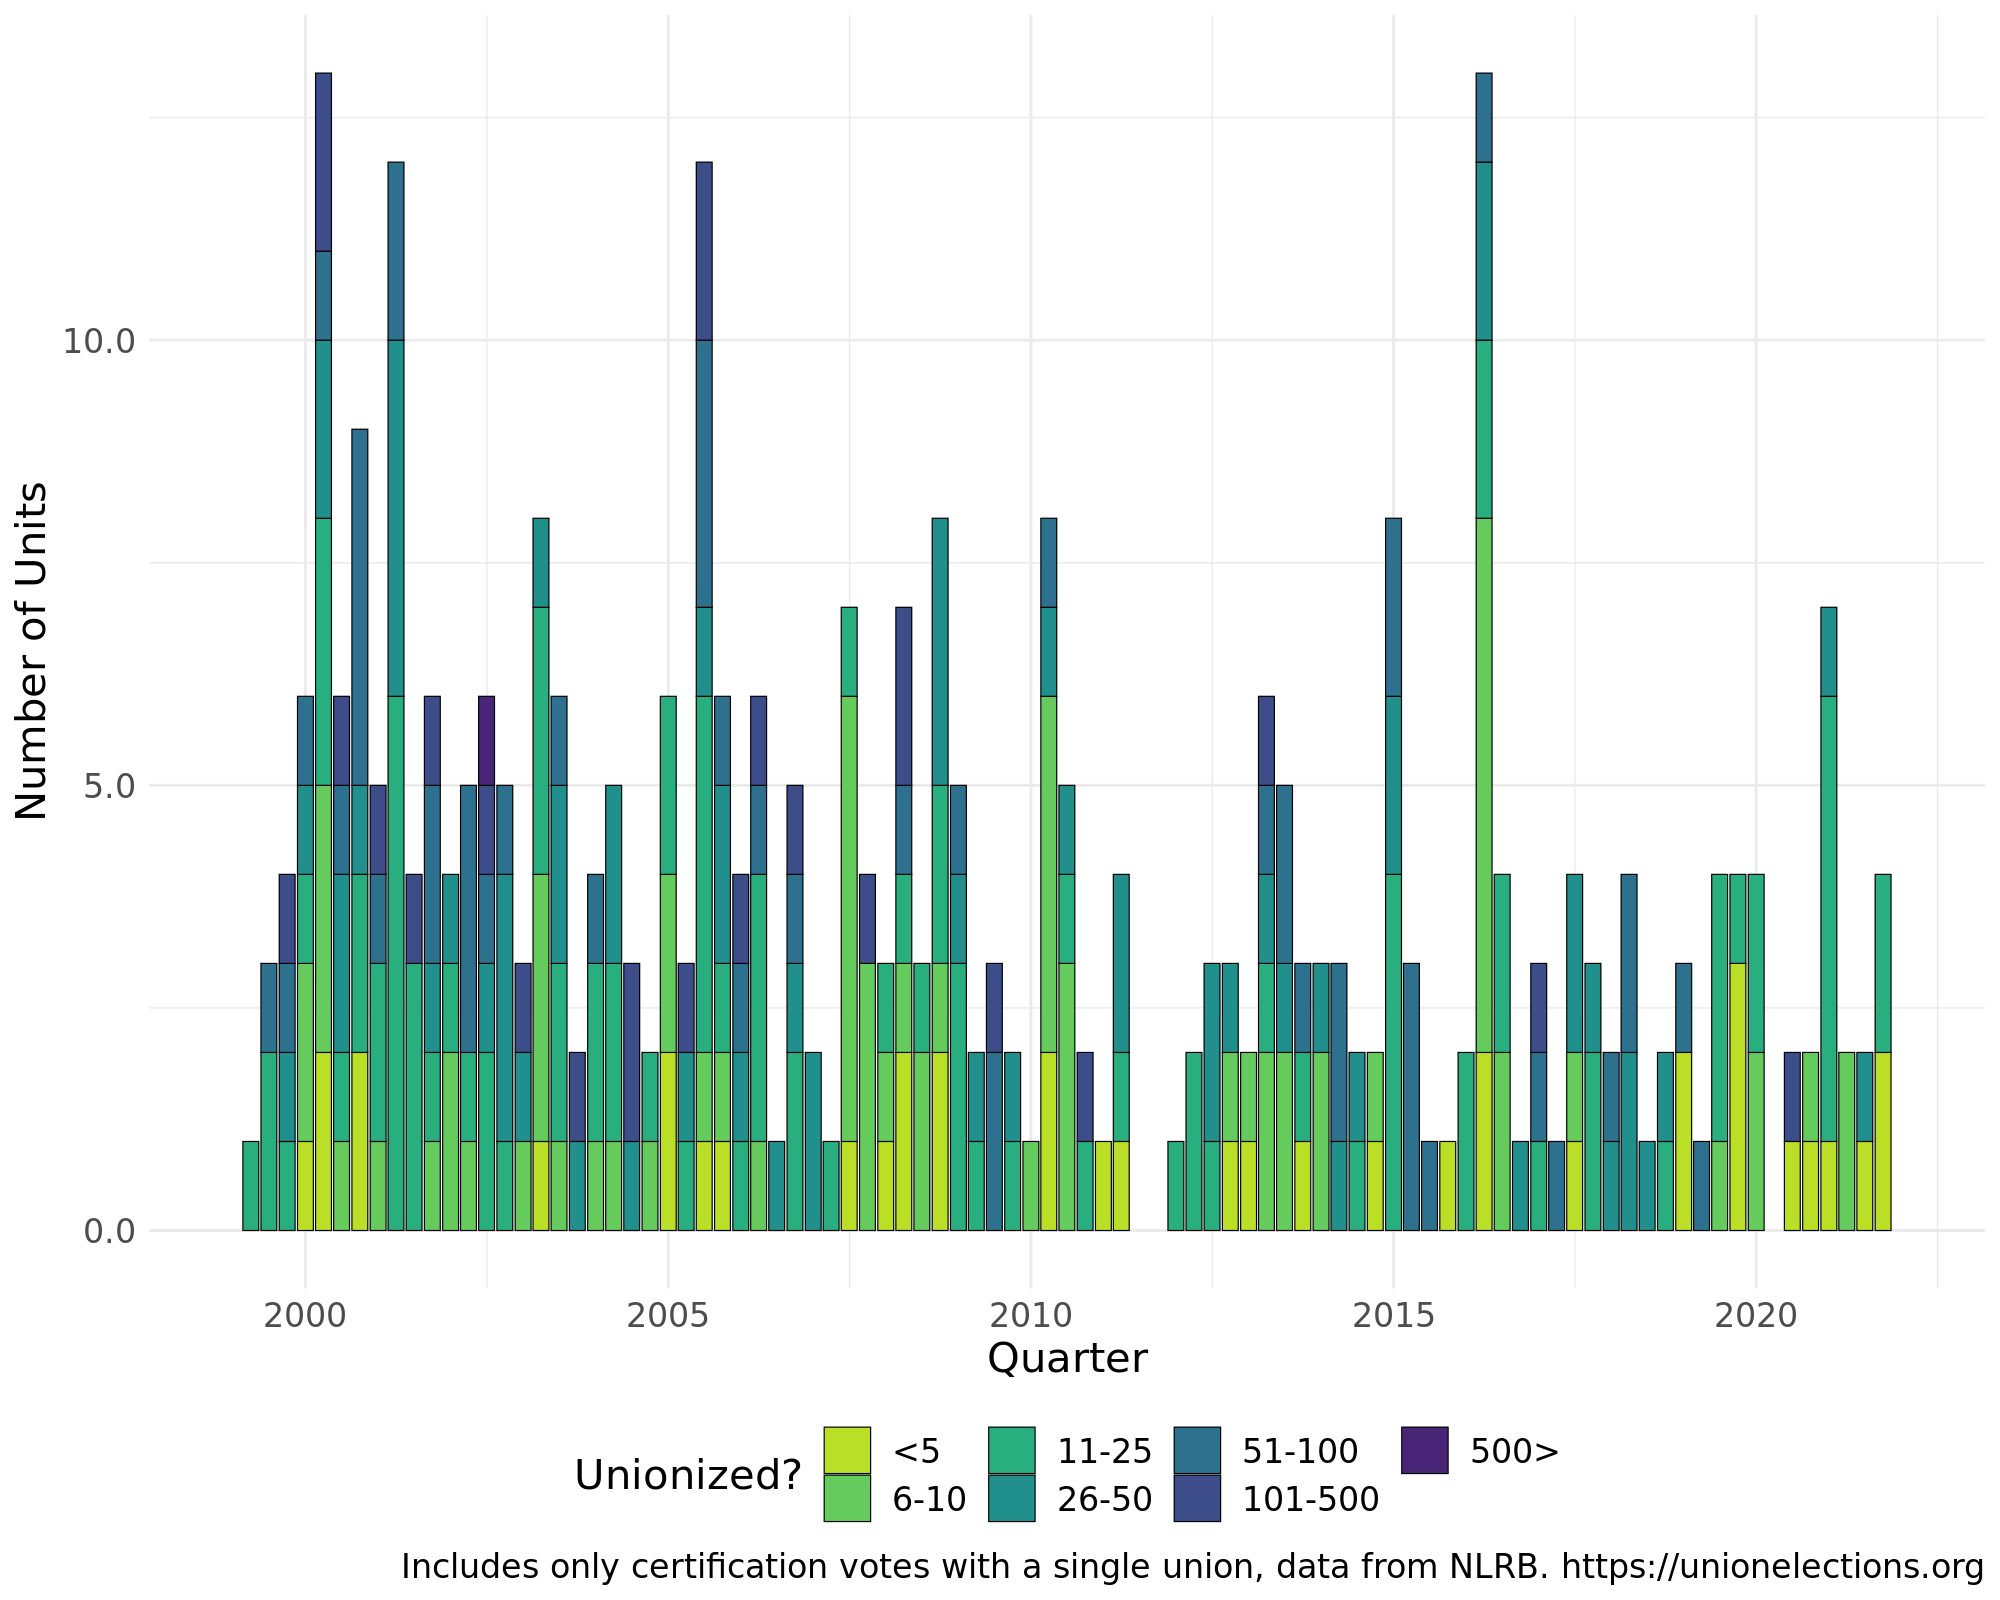 Number of Units
10.0
5.0
0.0
2000 2005 2010 2015 2020
Quarter
Unionized?
<5 11-25 51-100 500>
6-10 26-50 101-500
Includes only certification votes with a single union, data from NLRB. https://unionelections.org